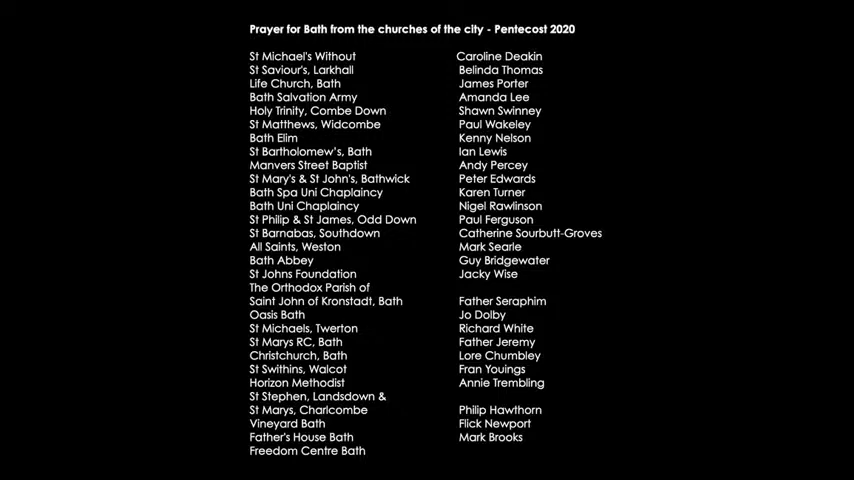 Prayer for Bath from the churches of the city - Pentecost 2020
St Michael's Without Caroline Deakin
St Saviour's, Larkhall Belinda Thomas
Life Church, Bath James Porter
Bath Salvation Army Amanda Lee
Holy Trinity, Combe Down Shawn Swinney
St Matthews, Widcombe Paul Wakeley
Bath Elim Kenny Nelson
St Bartholomew's, Bath Ian Lewis
Manvers Street Baptist Andy Percey
St Mary's & St John's, Bathwick Peter Edwards
Bath Spa Uni Chaplaincy Karen Turner
Bath Uni Chaplaincy Nigel Rawlinson
St Philip & St James, Odd Down Paul Ferguson
St Barnabas, Southdown Catherine Sourbutt-Groves
All Saints, Weston Mark Searle
Bath Abbey Guy Bridgewater
St Johns Foundation Jacky Wise
The Orthodox Parish of
Saint John of Kronstadt, Bath Father Seraphim
Oasis Bath Jo Dolby
St Michaels, Twerton Richard White
St Marys RC, Bath Father Jeremy
Christchurch, Bath Lore Chumbley
St Swithins, Walcot Fran Youings
Horizon Methodist Annie Trembling
St Stephen, Landsdown &
St Marys, Charlcombe Philip Hawthorn
Vineyard Bath Flick Newport
Father's House Bath Mark Brooks
Freedom Centre Bath